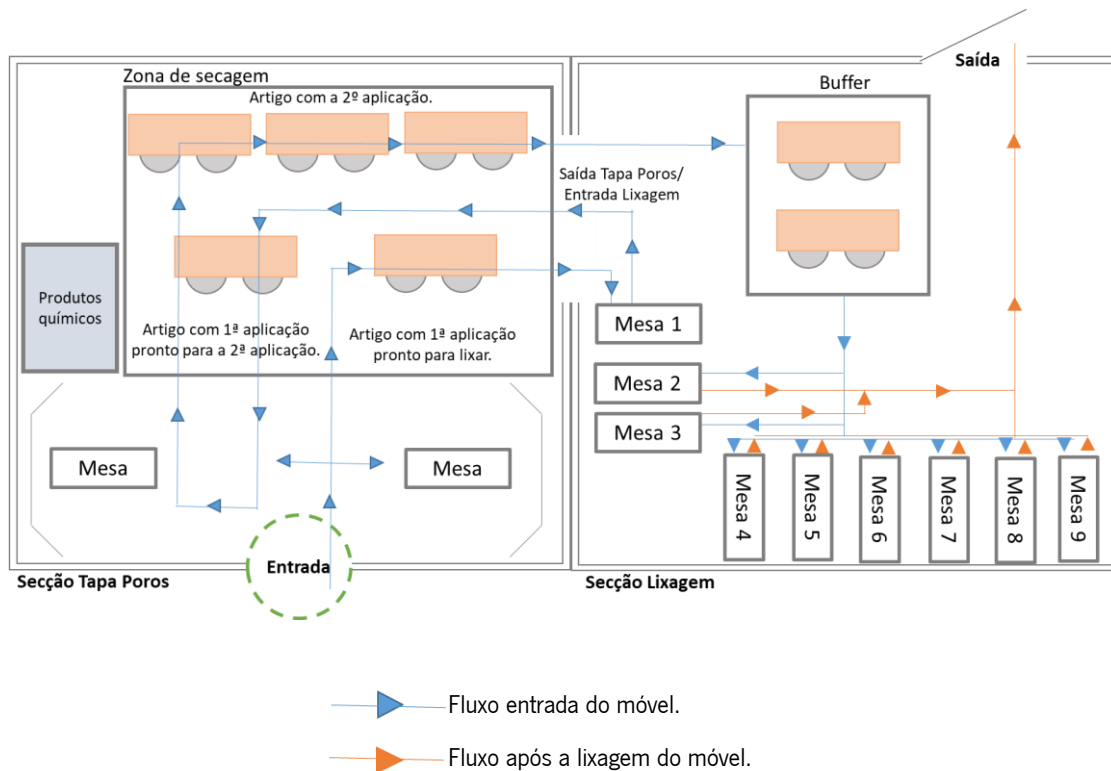 Saída
Zona de secagem
Buffer
Artigo com a 2º aplicação.
Saída Tapa Poros/
Entrada Lixagem
Produtos
químicos
Artigo com 1ª aplicação
pronto para a 2ª aplicação.
Artigo com 1ª aplicação
pronto para lixar.
Mesa 1
Mesa 2
Mesa 3
Mesa
Mesa
Mesa 4
Mesa 5
Mesa 6
Mesa 7
Mesa 8
Mesa 9
Entrada
Secção Tapa Poros
Secção Lixagem
Fluxo entrada do móvel.
Fluxo após a lixagem do móvel.